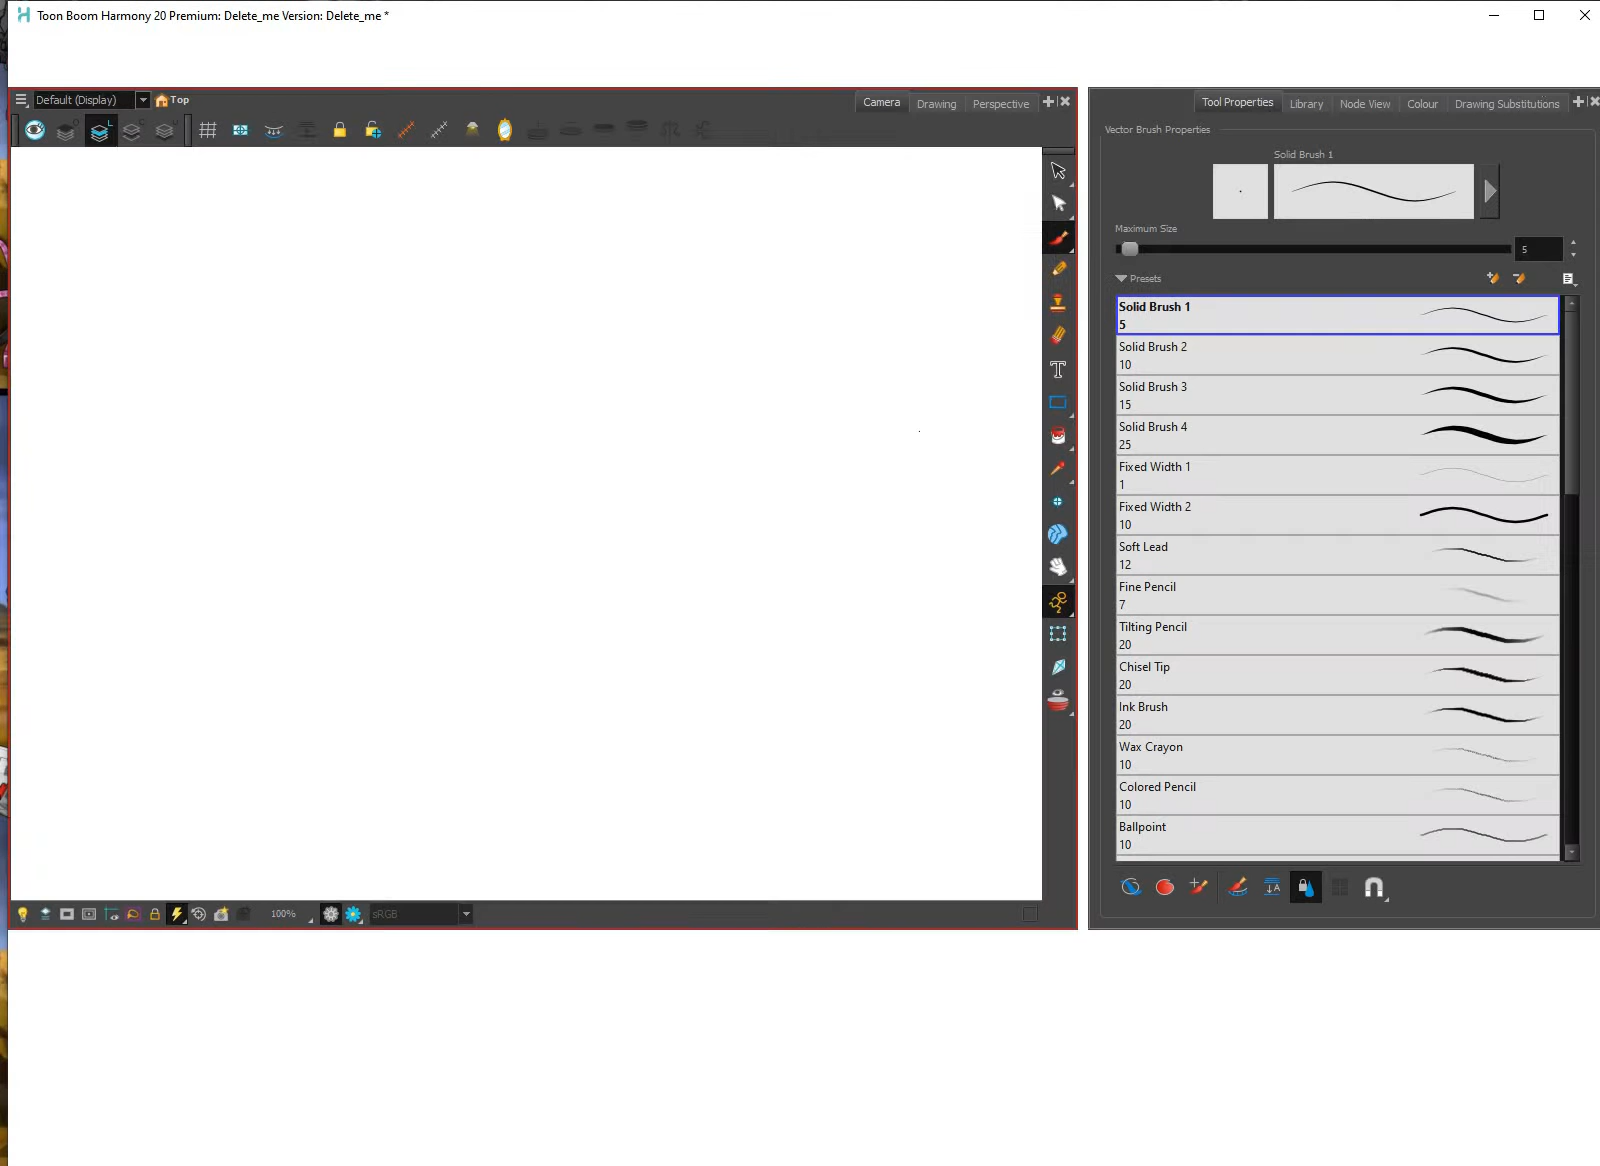 Toon Boom Harmony 20 Premium: Delete_me Version: Delete_me *
Default (Display)
Top
Camera
Drawing
Perspective
Tool Properties
Library
Node View
Colour
Drawing Substitutions
Vector Brush Properties
Solid Brush 1
Maximum Size
5
Presets
Solid Brush 1
5
Solid Brush 2
10
Solid Brush 3
15
Solid Brush 4
25
Fixed Width 1
1
Fixed Width 2
10
Soft Lead
12
Fine Pencil
7
Tilting Pencil
20
Chisel Tip
20
Ink Brush
20
Wax Crayon
10
Colored Pencil
10
Ballpoint
10
100%
sRGB